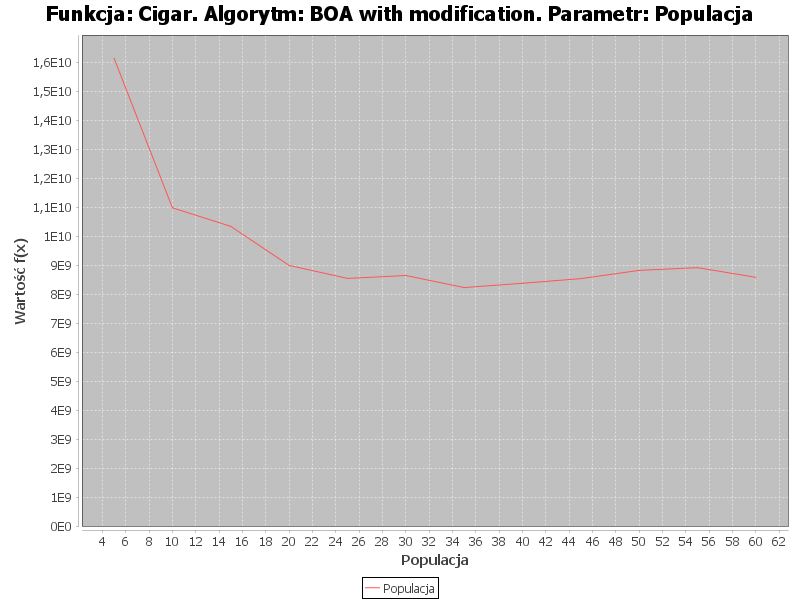 Funkcja: Cigar. Algorytm: BOA with modification. Parametr: Populacja
1,6E10
1,5E10
1,4E10
1,3E10
1,2E10
1,1E10
1E10
9E9
8E9
7E9
6E9
5E9
4E9
3E9
2E9
1E9
0E0
Wartość f(x)
4 6 8 10 12 14 16 18 20 22 24 26 28 30 32 34 36 38 40 42 44 46 48 50 52 54 56 58 60 62
Populacja
Populacja